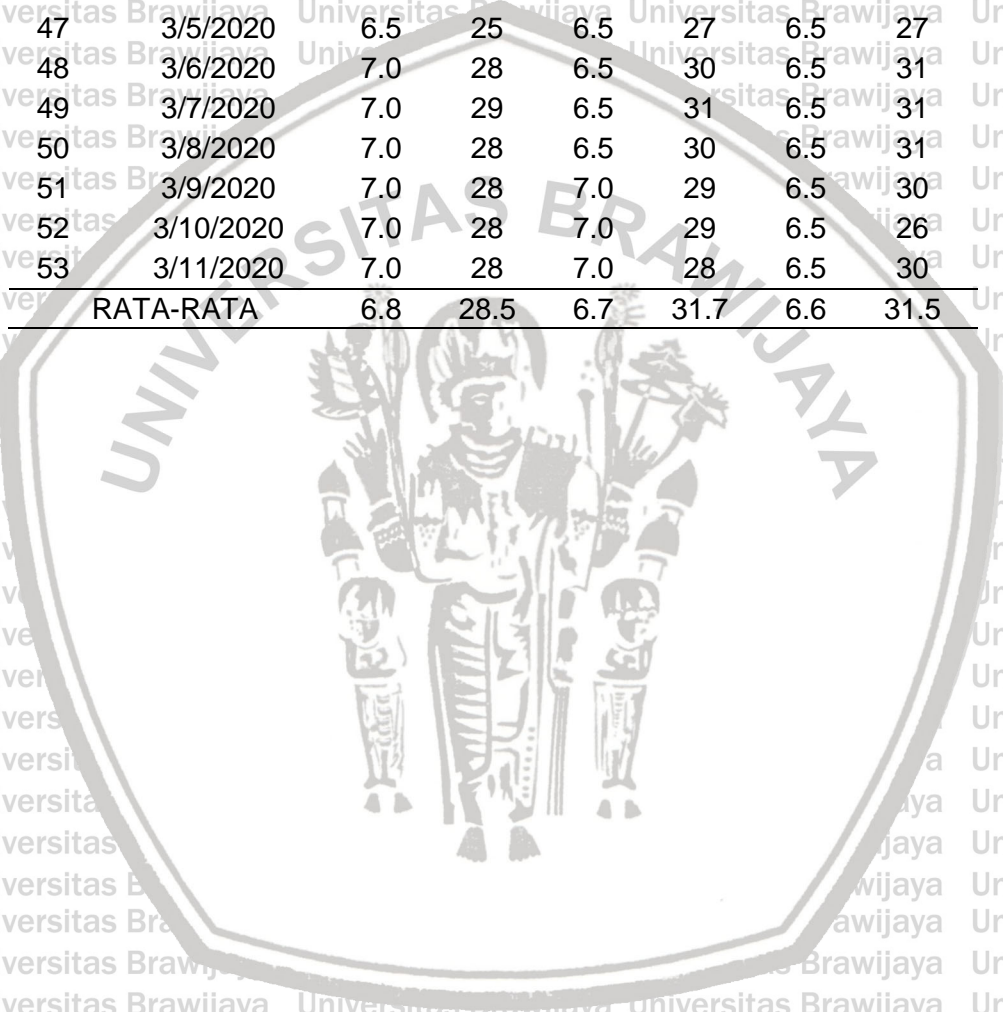 47 3/5/2020 6.5 25 6.5 27 6.5 27
48 3/6/2020 7.0 28 6.5 30 6.5 31
49 3/7/2020 7.0 29 6.5 31 6.5 31
50 3/8/2020 7.0 28 6.5 30 6.5 31
51 3/9/2020 7.0 28 7.0 29 6.5 30
52 3/10/2020 7.0 28 7.0 29 6.5 26
53 3/11/2020 7.0 28 7.0 28 6.5 30
RATA-RATA 6.8 28.5 6.7 31.7 6.6 31.5
UNIVERSITAS BRAWIJAYA